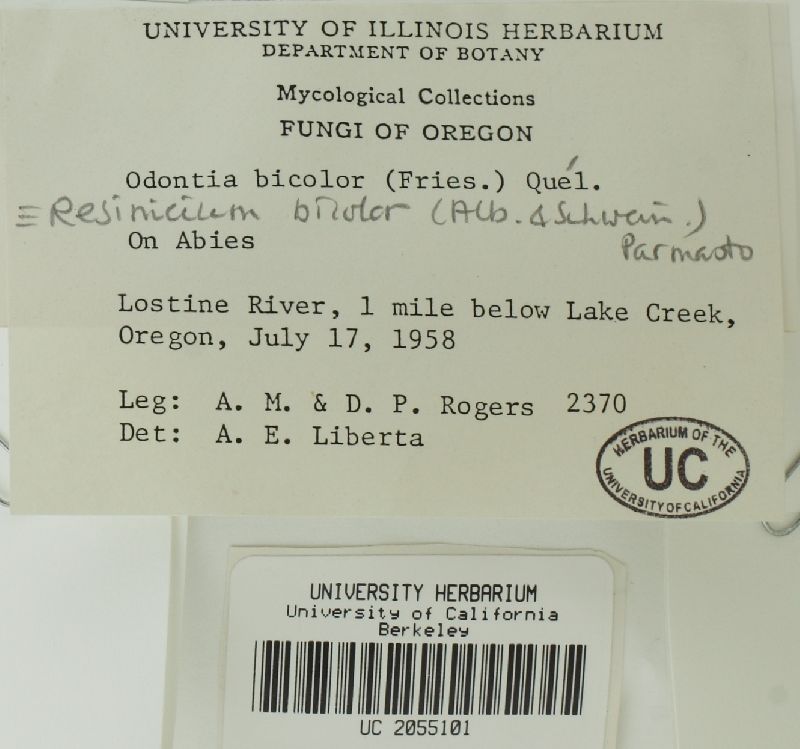 UNIVERSITY OF ILLINOIS HERBARIUM
DEPARTMENT OF BOTANY
Mycological Collections
FUNGI OF OREGON
Odontia bicolor (Fries.) Quél.
≡ Resinicium bicolor (Alb. & Schwein.)
Parmasto
On Abies
Lostine River, 1 mile below Lake Creek,
Oregon, July 17, 1958
Leg: A. M. & D. P. Rogers 2370
Det: A. E. Liberta
HERBARIUM OF THE
UC
UNIVERSITY OF CALIFORNIA
UNIVERSITY HERBARIUM
University of California
Berkeley
UC 2055101